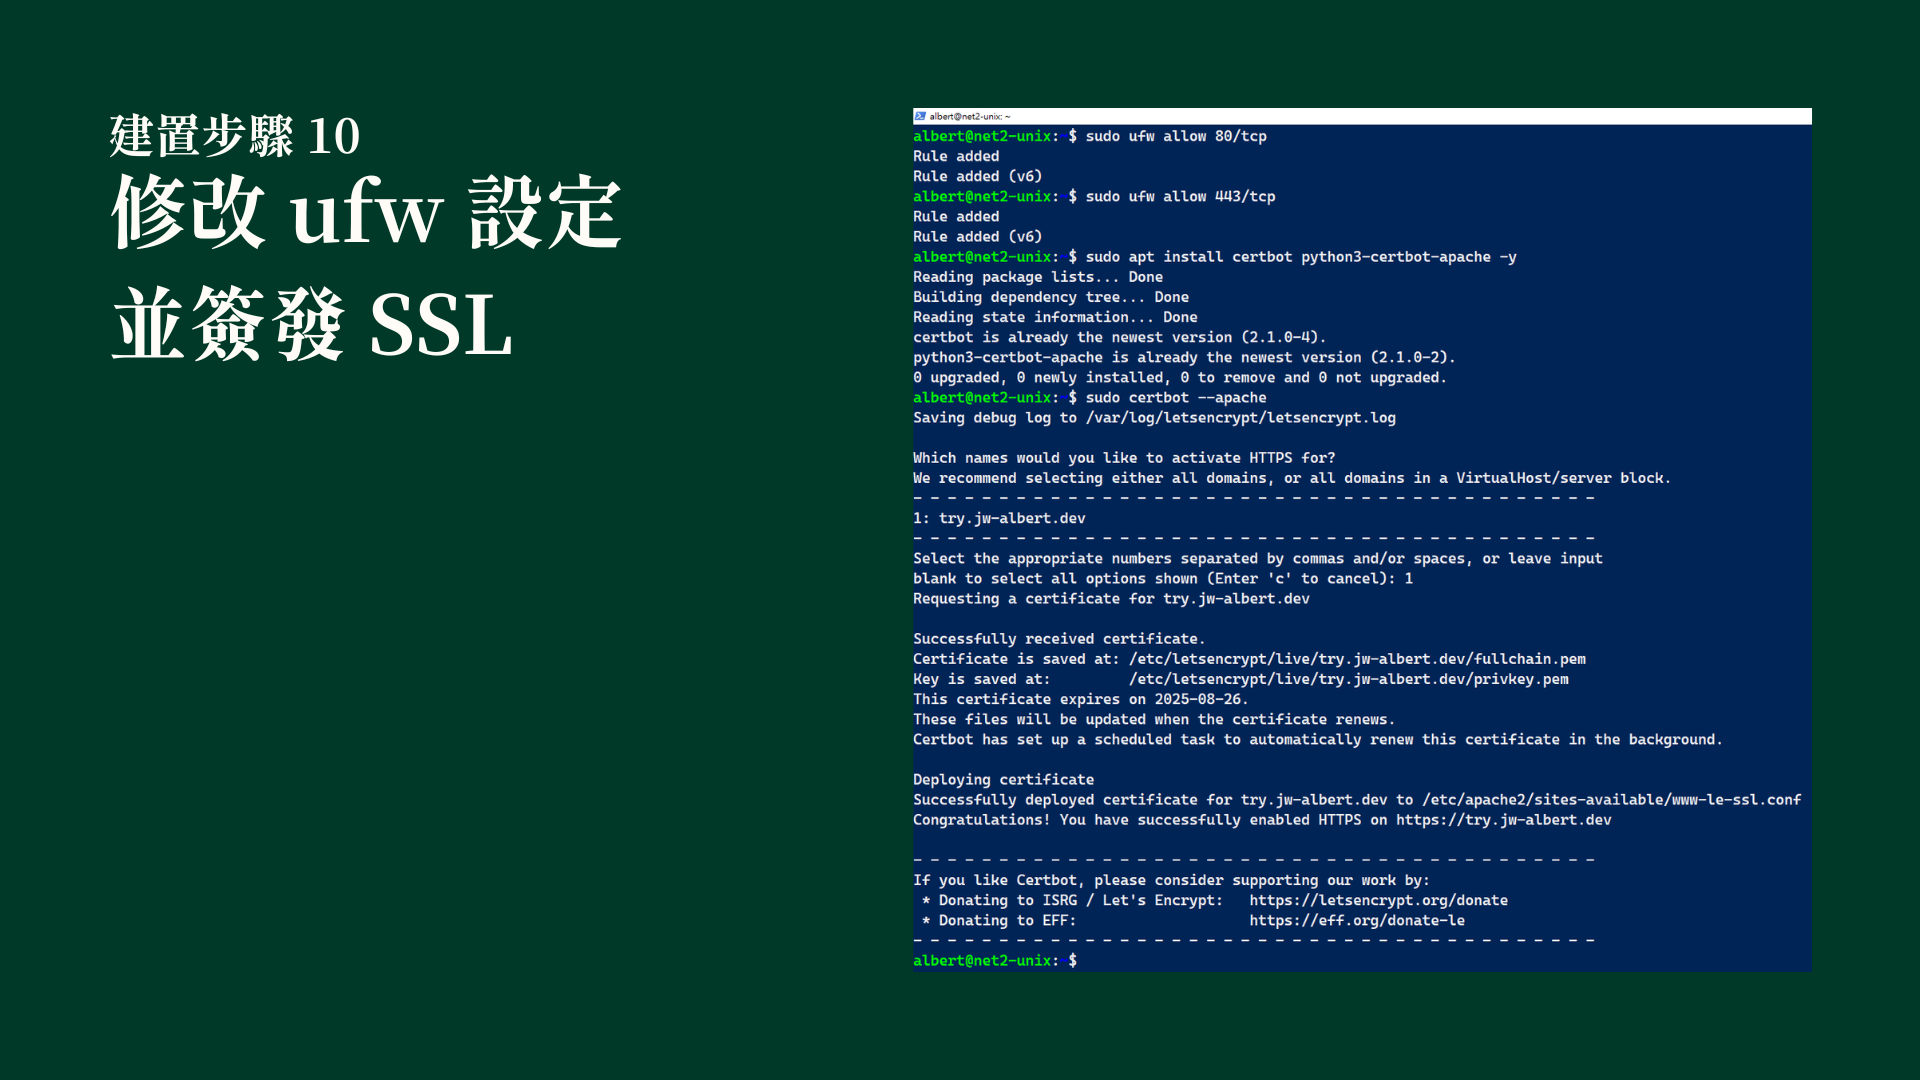 建置步驟 10
修改 ufw 設定
並簽發 SSL
albert@net2-unix: ~
albert@net2-unix:~$ sudo ufw allow 80/tcp
Rule added
Rule added (v6)
albert@net2-unix:~$ sudo ufw allow 443/tcp
Rule added
Rule added (v6)
albert@net2-unix:~$ sudo apt install certbot python3-certbot-apache -y
Reading package lists... Done
Building dependency tree... Done
Reading state information... Done
certbot is already the newest version (2.1.0-4).
python3-certbot-apache is already the newest version (2.1.0-2).
0 upgraded, 0 newly installed, 0 to remove and 0 not upgraded.
albert@net2-unix:~$ sudo certbot --apache
Saving debug log to /var/log/letsencrypt/letsencrypt.log
Which names would you like to activate HTTPS for?
We recommend selecting either all domains, or all domains in a VirtualHost/server block.
- - - - - - - - - - - - - - - - - - - - - - - - - - - - - - - - - - - - - - - -
1: try.jw-albert.dev
- - - - - - - - - - - - - - - - - - - - - - - - - - - - - - - - - - - - - - - -
Select the appropriate numbers separated by commas and/or spaces, or leave input
blank to select all options shown (Enter 'c' to cancel): 1
Requesting a certificate for try.jw-albert.dev
Successfully received certificate.
Certificate is saved at: /etc/letsencrypt/live/try.jw-albert.dev/fullchain.pem
Key is saved at:         /etc/letsencrypt/live/try.jw-albert.dev/privkey.pem
This certificate expires on 2025-08-26.
These files will be updated when the certificate renews.
Certbot has set up a scheduled task to automatically renew this certificate in the background.
Deploying certificate
Successfully deployed certificate for try.jw-albert.dev to /etc/apache2/sites-available/www-le-ssl.conf
Congratulations! You have successfully enabled HTTPS on https://try.jw-albert.dev
- - - - - - - - - - - - - - - - - - - - - - - - - - - - - - - - - - - - - - - -
If you like Certbot, please consider supporting our work by:
 * Donating to ISRG / Let's Encrypt:   https://letsencrypt.org/donate
 * Donating to EFF:                    https://eff.org/donate-le
- - - - - - - - - - - - - - - - - - - - - - - - - - - - - - - - - - - - - - - -
albert@net2-unix:~$